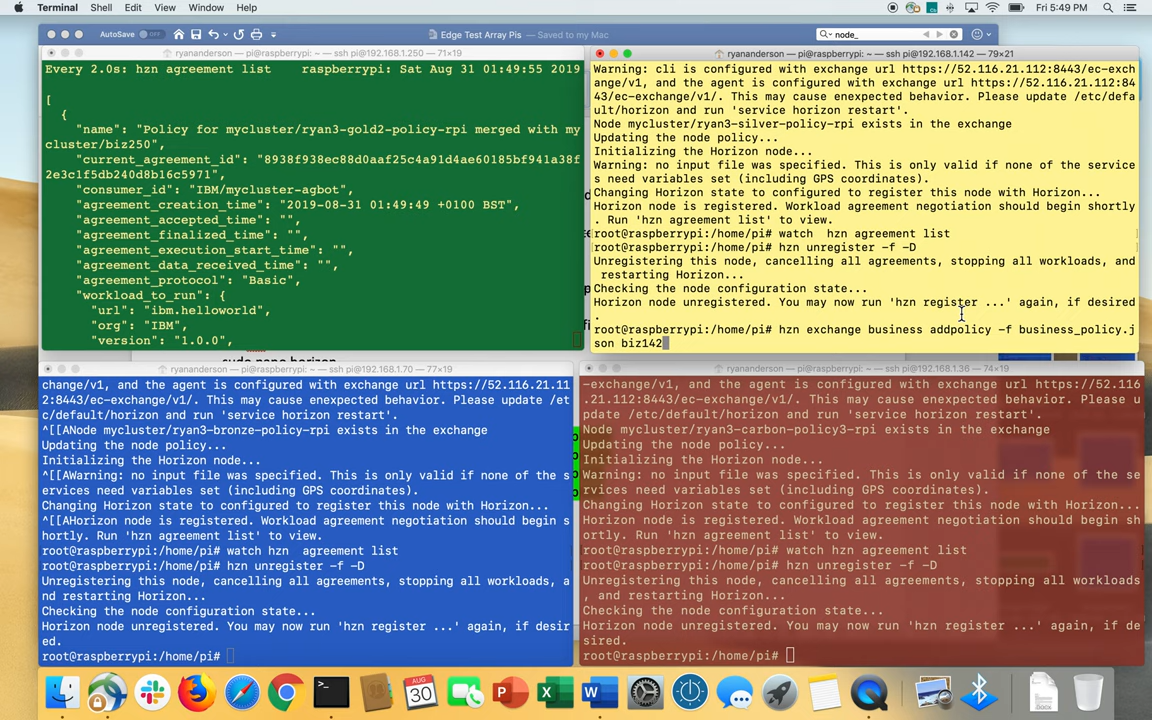 Terminal Shell Edit View Window Help Fri 5:49 PM
AutoSave OFF Edge Test Array Pis — Saved to my Mac node_
ryananderson — pi@raspberrypi: ~ — ssh pi@192.168.1.250 — 71×19
Every 2.0s: hzn agreement list raspberrypi: Sat Aug 31 01:49:55 2019
[
{
"name": "Policy for mycluster/ryan3-gold2-policy-rpi merged with my
cluster/biz250",
"current_agreement_id": "8938f938ec88d0aaf25c4a91d4ae60185bf941a38f
2e3c1f5db240d8b16c5971",
"consumer_id": "IBM/mycluster-agbot",
"agreement_creation_time": "2019-08-31 01:49:49 +0100 BST",
"agreement_accepted_time": "",
"agreement_finalized_time": "",
"agreement_execution_start_time": "",
"agreement_data_received_time": "",
"agreement_protocol": "Basic",
"workload_to_run": {
"url": "ibm.helloworld",
"org": "IBM",
"version": "1.0.0",
ryananderson — pi@raspberrypi: ~ — ssh pi@192.168.1.142 — 79×21
Warning: cli is configured with exchange url https://52.116.21.112:8443/ec-exch
ange/v1, and the agent is configured with exchange url https://52.116.21.112:84
43/ec-exchange/v1/. This may cause enexpected behavior. Please update /etc/defa
ult/horizon and run 'service horizon restart'.
Node mycluster/ryan3-silver-policy-rpi exists in the exchange
Updating the node policy...
Initializing the Horizon node...
Warning: no input file was specified. This is only valid if none of the service
s need variables set (including GPS coordinates).
Changing Horizon state to configured to register this node with Horizon...
Horizon node is registered. Workload agreement negotiation should begin shortly
. Run 'hzn agreement list' to view.
root@raspberrypi:/home/pi# watch  hzn agreement list
root@raspberrypi:/home/pi# hzn unregister -f -D
Unregistering this node, cancelling all agreements, stopping all workloads, and
restarting Horizon...
Checking the node configuration state...
Horizon node unregistered. You may now run 'hzn register ...' again, if desired
.
root@raspberrypi:/home/pi# hzn exchange business addpolicy -f business_policy.j
son biz142
sudo nano horizon
ryananderson — pi@raspberrypi: ~ — ssh pi@192.168.1.70 — 77×19
change/v1, and the agent is configured with exchange url https://52.116.21.11
2:8443/ec-exchange/v1/. This may cause enexpected behavior. Please update /et
c/default/horizon and run 'service horizon restart'.
^[[ANode mycluster/ryan3-bronze-policy-rpi exists in the exchange
Updating the node policy...
Initializing the Horizon node...
^[[AWarning: no input file was specified. This is only valid if none of the s
ervices need variables set (including GPS coordinates).
Changing Horizon state to configured to register this node with Horizon...
^[[AHorizon node is registered. Workload agreement negotiation should begin s
hortly. Run 'hzn agreement list' to view.
root@raspberrypi:/home/pi# watch hzn  agreement list
root@raspberrypi:/home/pi# hzn unregister -f -D
Unregistering this node, cancelling all agreements, stopping all workloads, a
nd restarting Horizon...
Checking the node configuration state...
Horizon node unregistered. You may now run 'hzn register ...' again, if desir
ed.
root@raspberrypi:/home/pi#
ryananderson — pi@raspberrypi: ~ — ssh pi@192.168.1.36 — 74×19
-exchange/v1, and the agent is configured with exchange url https://52.116
.21.112:8443/ec-exchange/v1/. This may cause enexpected behavior. Please u
pdate /etc/default/horizon and run 'service horizon restart'.
Node mycluster/ryan3-carbon-policy3-rpi exists in the exchange
Updating the node policy...
Initializing the Horizon node...
Warning: no input file was specified. This is only valid if none of the se
rvices need variables set (including GPS coordinates).
Changing Horizon state to configured to register this node with Horizon...
Horizon node is registered. Workload agreement negotiation should begin sh
ortly. Run 'hzn agreement list' to view.
root@raspberrypi:/home/pi# watch hzn agreement list
root@raspberrypi:/home/pi# hzn unregister -f -D
Unregistering this node, cancelling all agreements, stopping all workloads
, and restarting Horizon...
Checking the node configuration state...
Horizon node unregistered. You may now run 'hzn register ...' again, if de
sired.
root@raspberrypi:/home/pi#
AUG
30